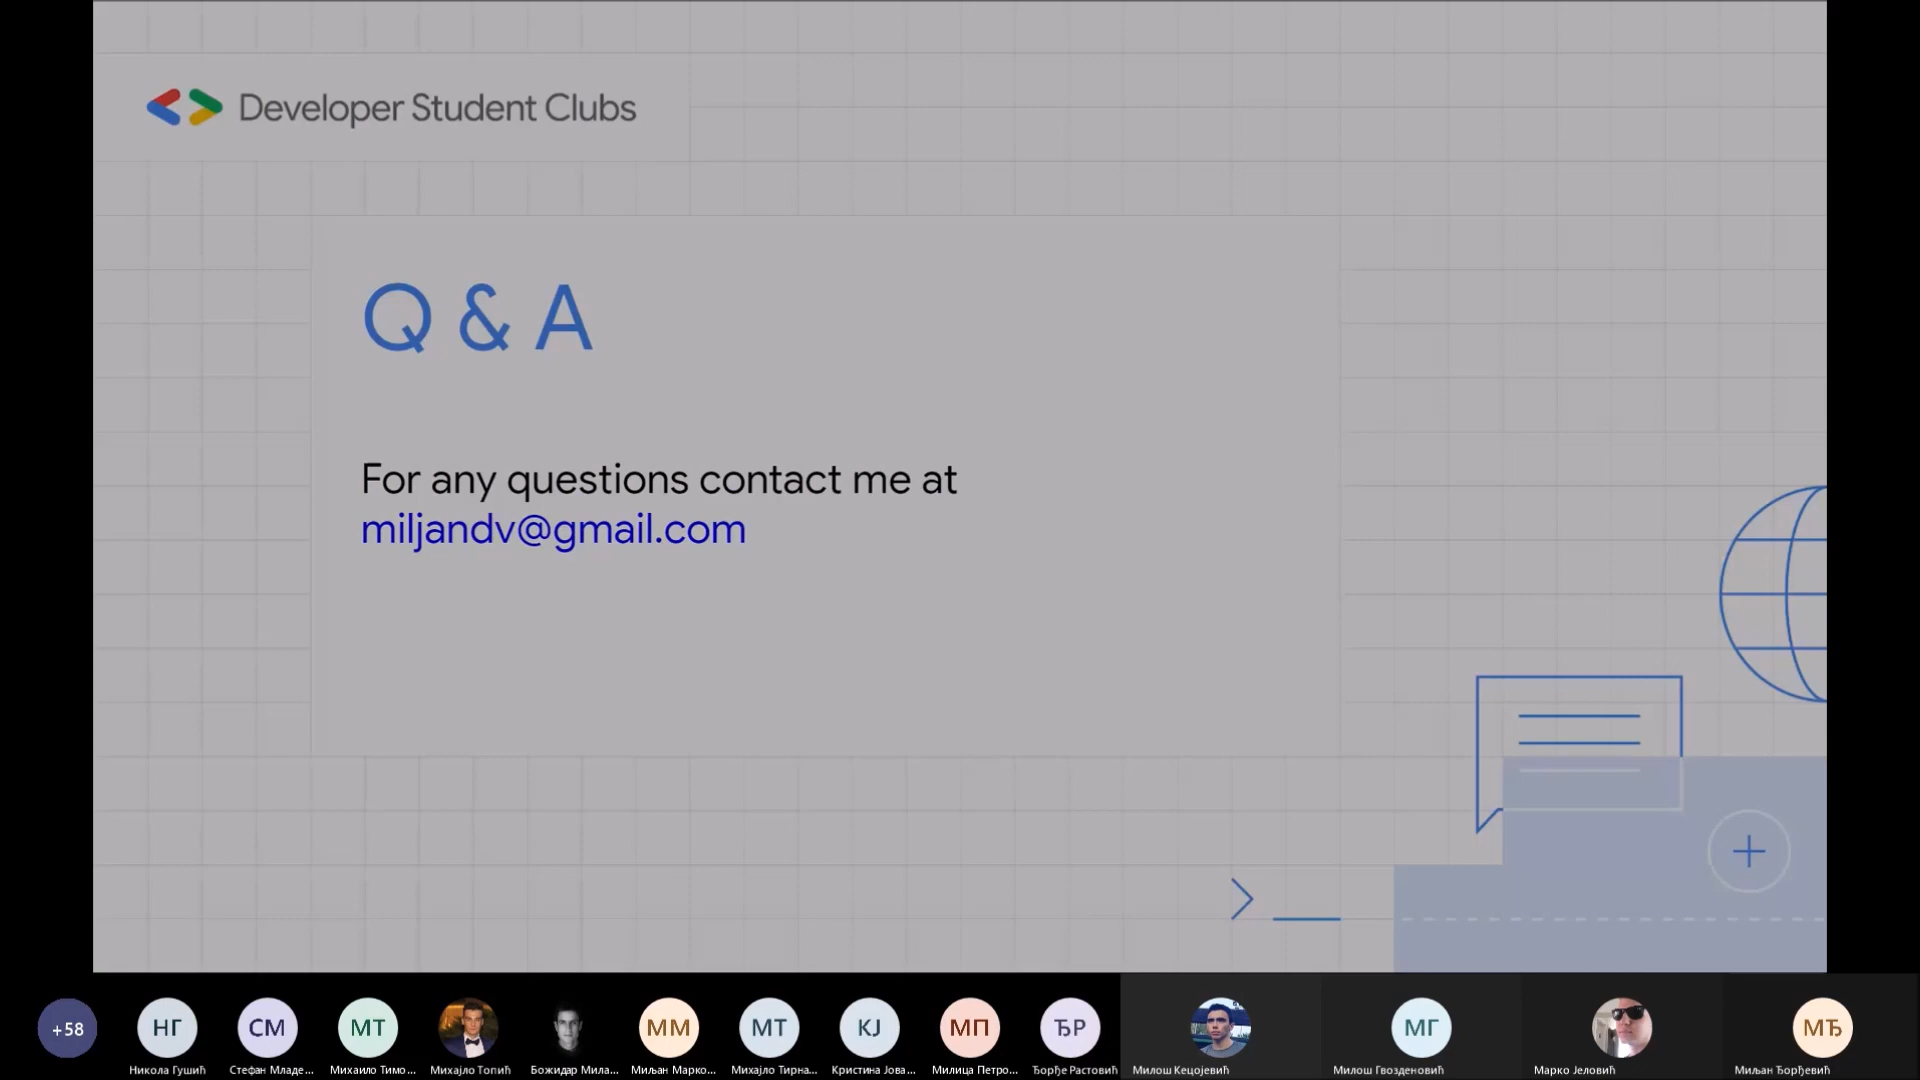 Developer Student Clubs
Q & A
For any questions contact me at
miljandv@gmail.com
+58
НГ
СМ
МТ
ММ
МТ
КЈ
МП
ЂР
МГ
МЂ
Никола Гушић
Стефан Младе...
Михаило Тимо...
Михајло Топић
Божидар Мила...
Миљан Марко...
Михајло Тирна...
Кристина Јова...
Милица Петро...
Ђорђе Растовић
Милош Кецојевић
Милош Гвозденовић
Марко Јеловић
Миљан Ђорђевић